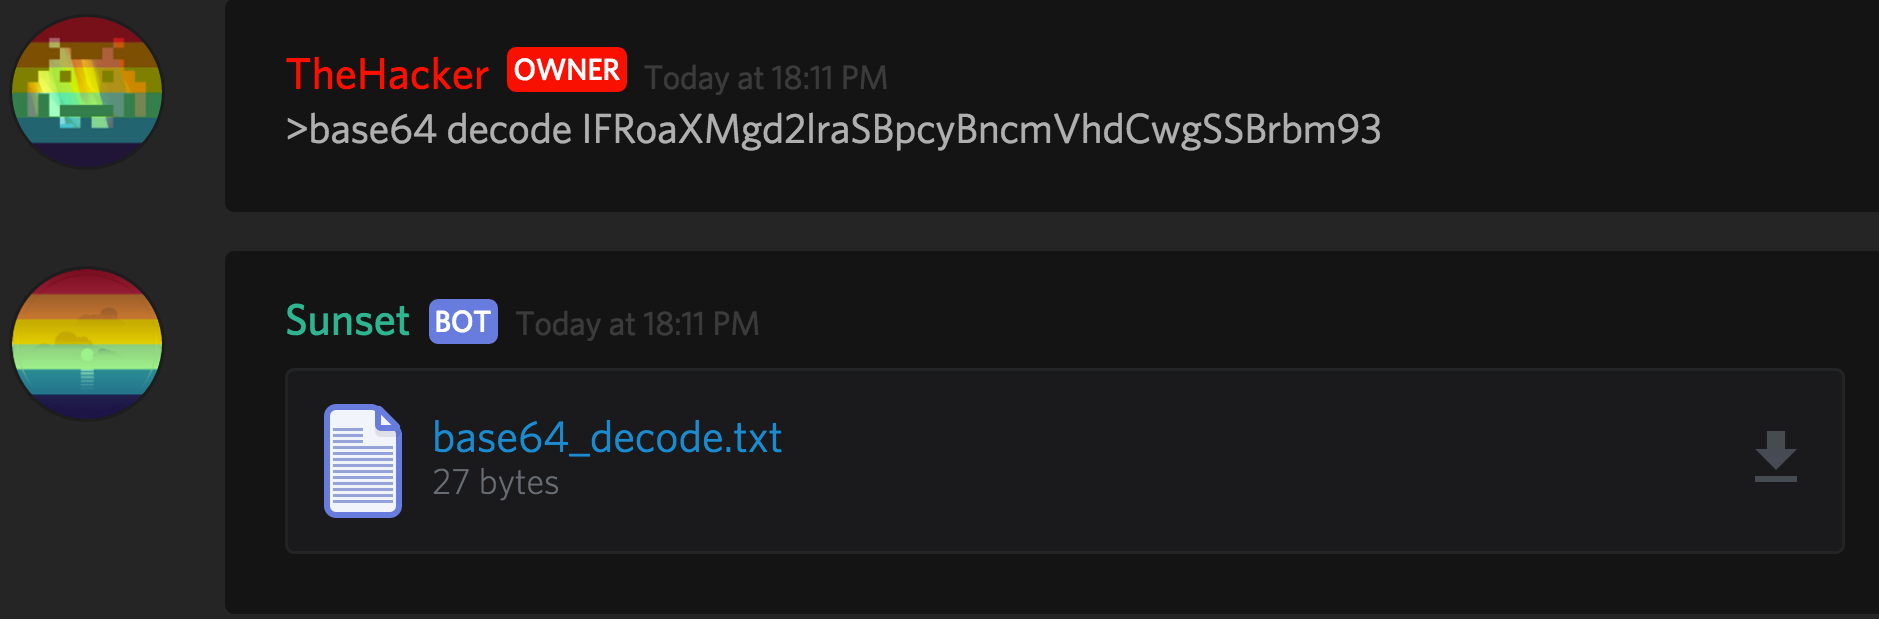 TheHacker OWNER Today at 18:11 PM
>base64 decode IFRoaXMgd2lraSBpcyBncmVhdCwgSSBrbm93
Sunset BOT Today at 18:11 PM
base64_decode.txt
27 bytes